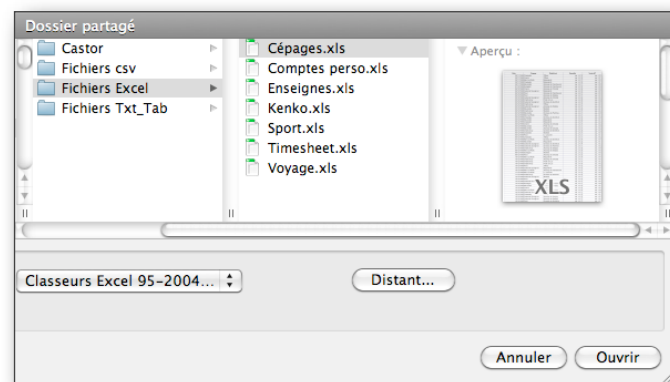 Dossier partagé
Castor
Fichiers csv
Fichiers Excel
Fichiers Txt_Tab
Cépages.xls
Comptes perso.xls
Enseignes.xls
Kenko.xls
Sport.xls
Timesheet.xls
Voyage.xls
Aperçu :
XLS
Classeurs Excel 95-2004...
Distant...
Annuler
Ouvrir